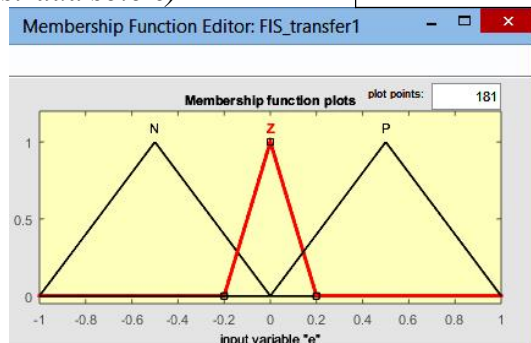 Membership Function Editor: FIS_transfer1
Membership function plots plot points: 181
N Z P
1
0.5
0
-1 -0.8 -0.6 -0.4 -0.2 0 0.2 0.4 0.6 0.8 1
input variable "e"